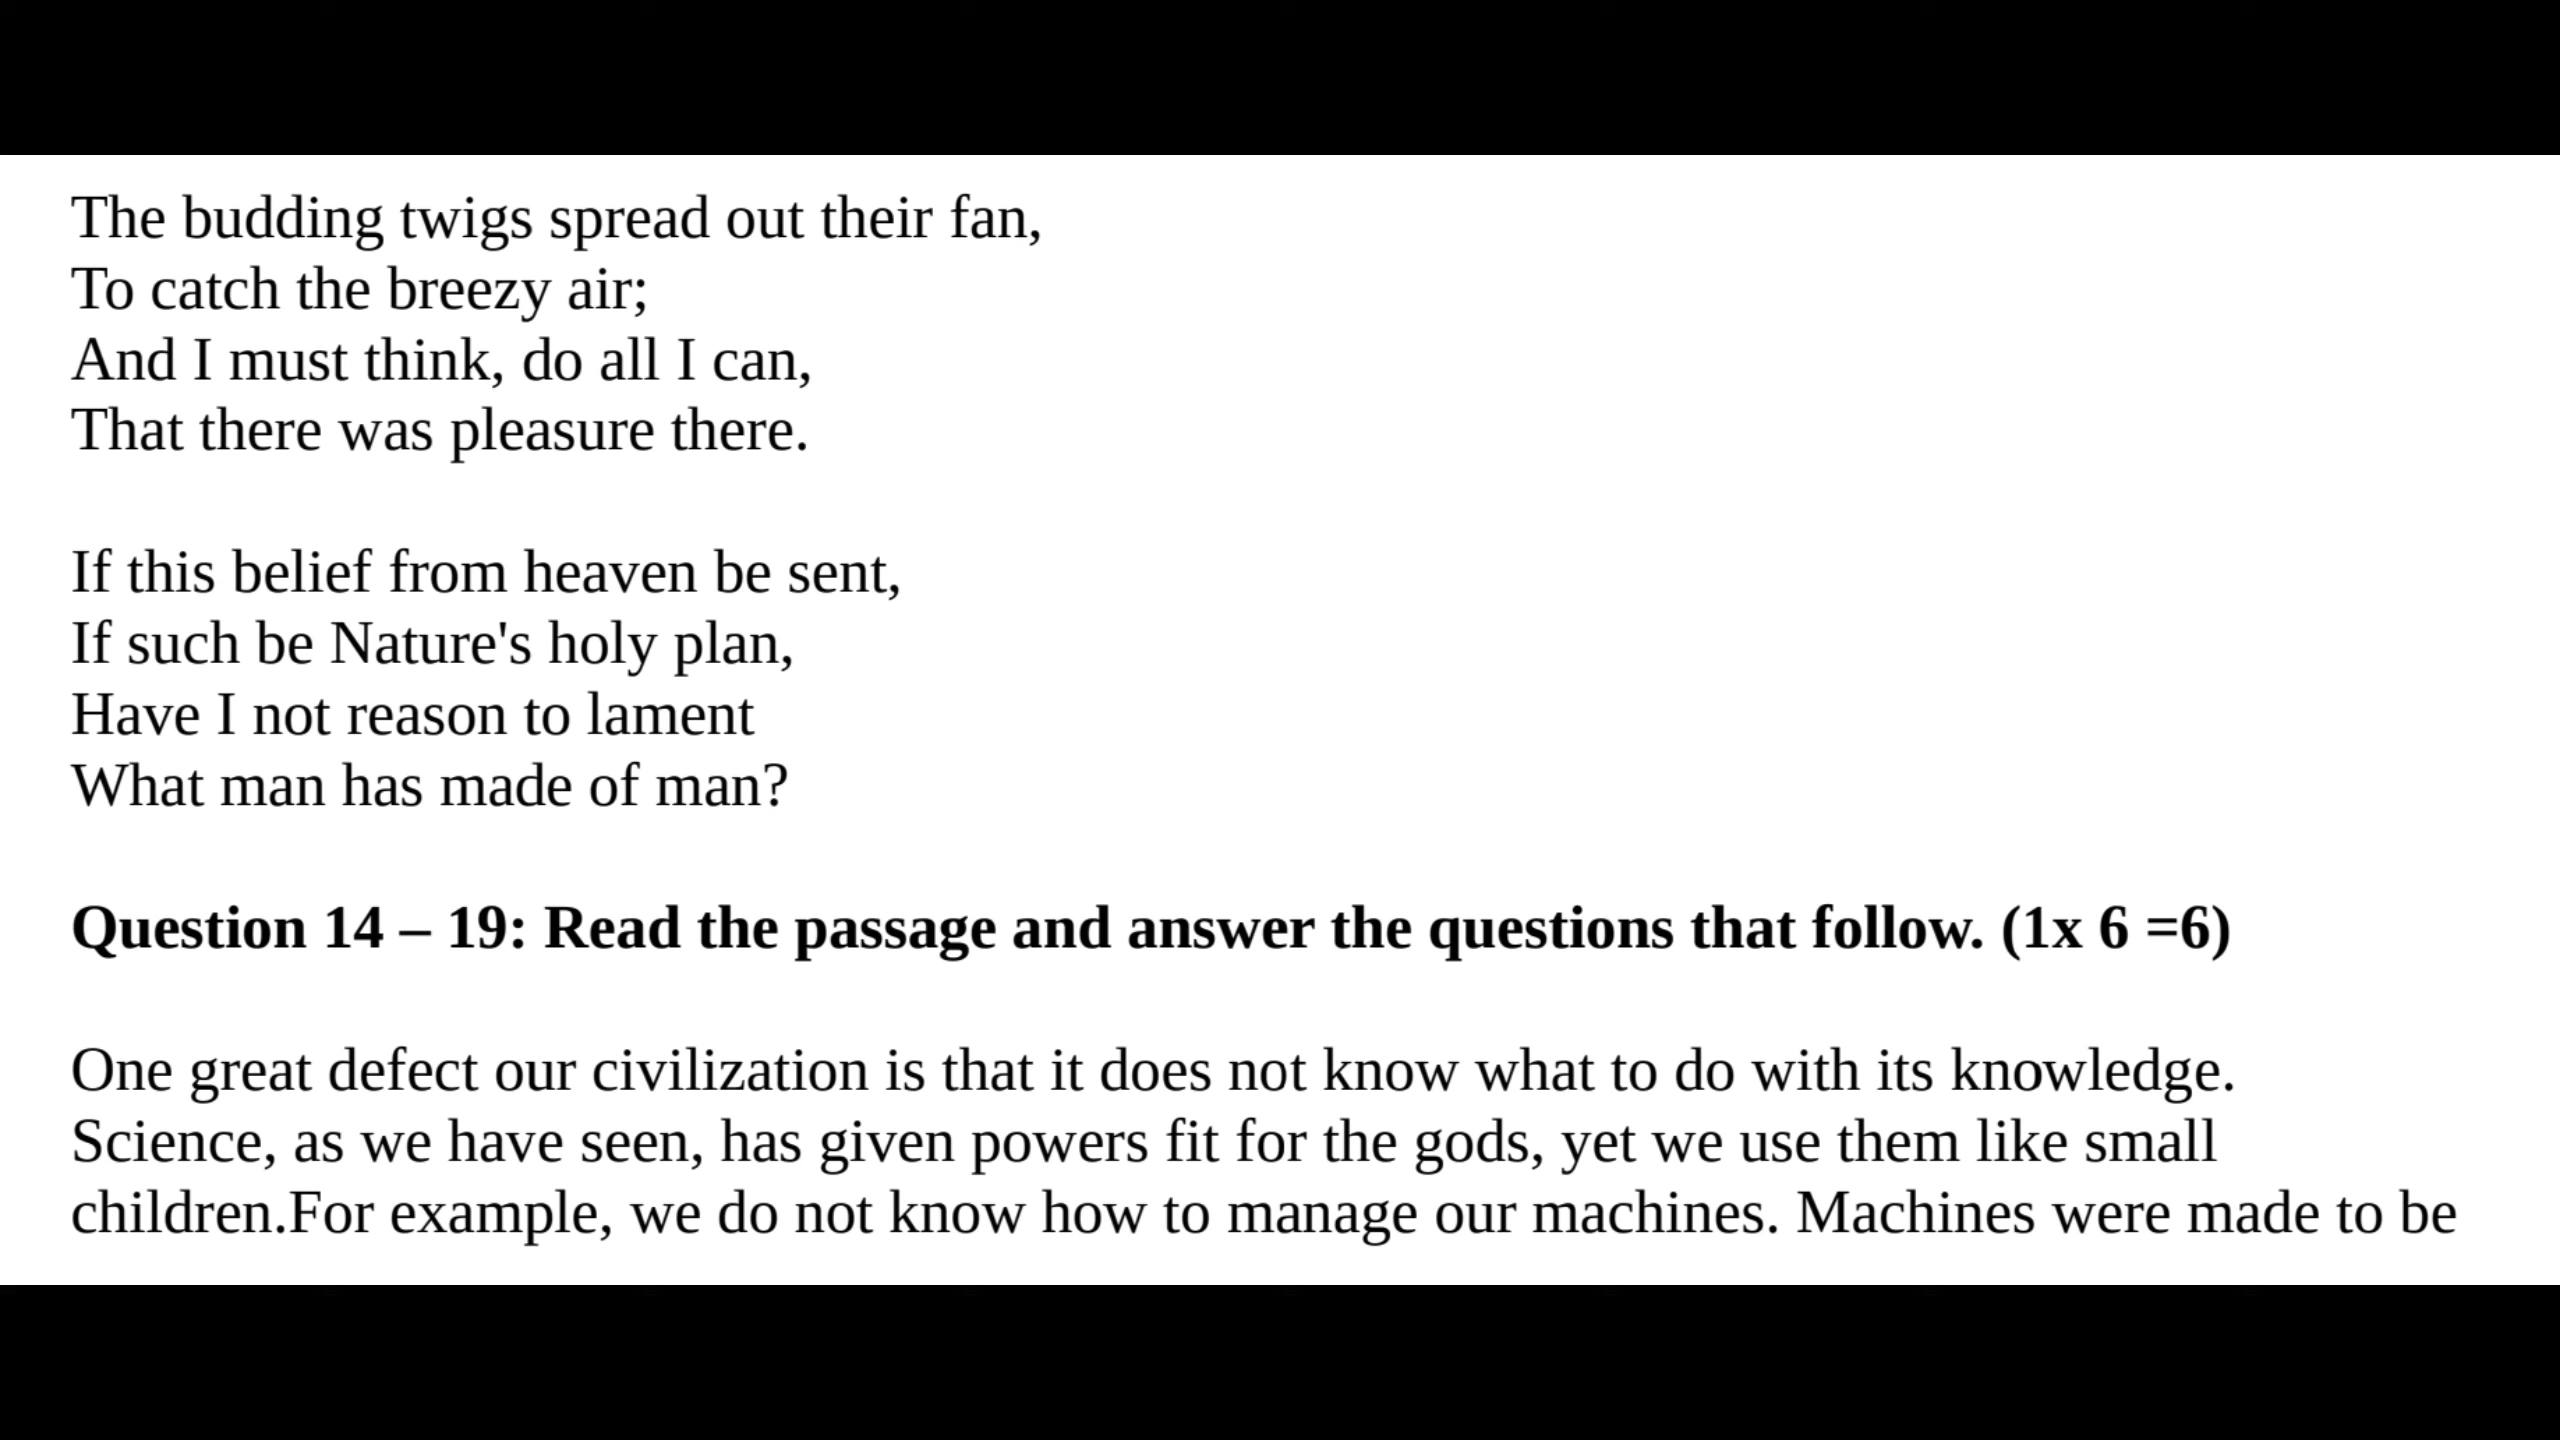 The budding twigs spread out their fan,
To catch the breezy air;
And I must think, do all I can,
That there was pleasure there.
If this belief from heaven be sent,
If such be Nature's holy plan,
Have I not reason to lament
What man has made of man?
Question 14 – 19: Read the passage and answer the questions that follow. (1x 6 =6)
One great defect our civilization is that it does not know what to do with its knowledge.
Science, as we have seen, has given powers fit for the gods, yet we use them like small
children.For example, we do not know how to manage our machines. Machines were made to be